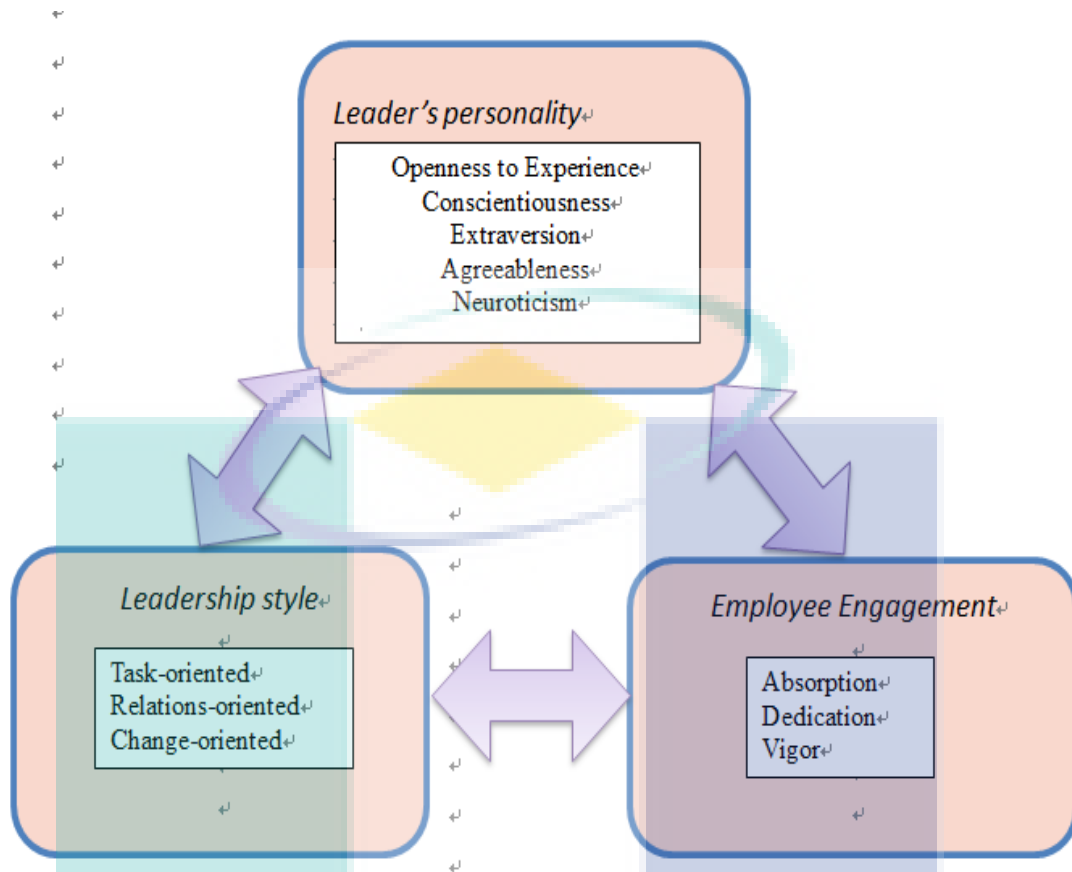 Leader's personality
Openness to Experience
Conscientiousness
Extraversion
Agreeableness
Neuroticism
Leadership style
Task-oriented
Relations-oriented
Change-oriented
Employee Engagement
Absorption
Dedication
Vigor